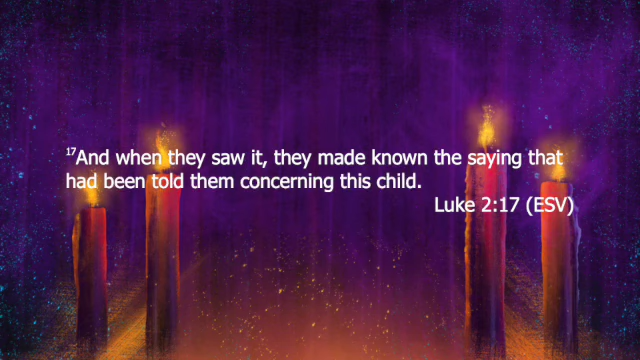 17And when they saw it, they made known the saying that
had been told them concerning this child.
Luke 2:17 (ESV)